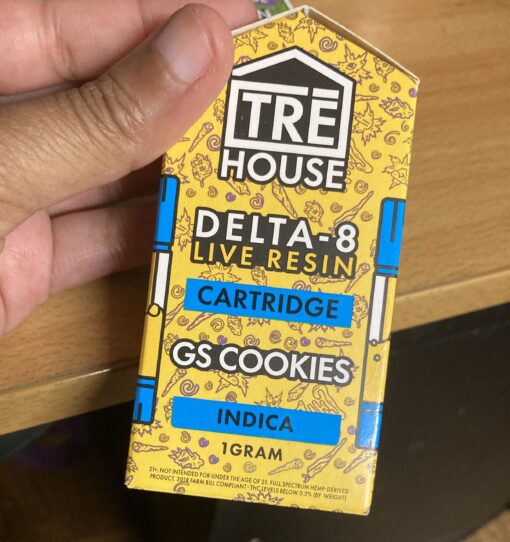 TRĒ
HOUSE
DELTA-8
LIVE RESIN
CARTRIDGE
GS COOKIES
INDICA
1GRAM
21+. NOT INTENDED FOR UNDER THE AGE OF 21. FULL SPECTRUM HEMP-DERIVED
PRODUCT. 2018 FARM BILL COMPLIANT - THC LEVELS BELOW 0.3% (BY WEIGHT)